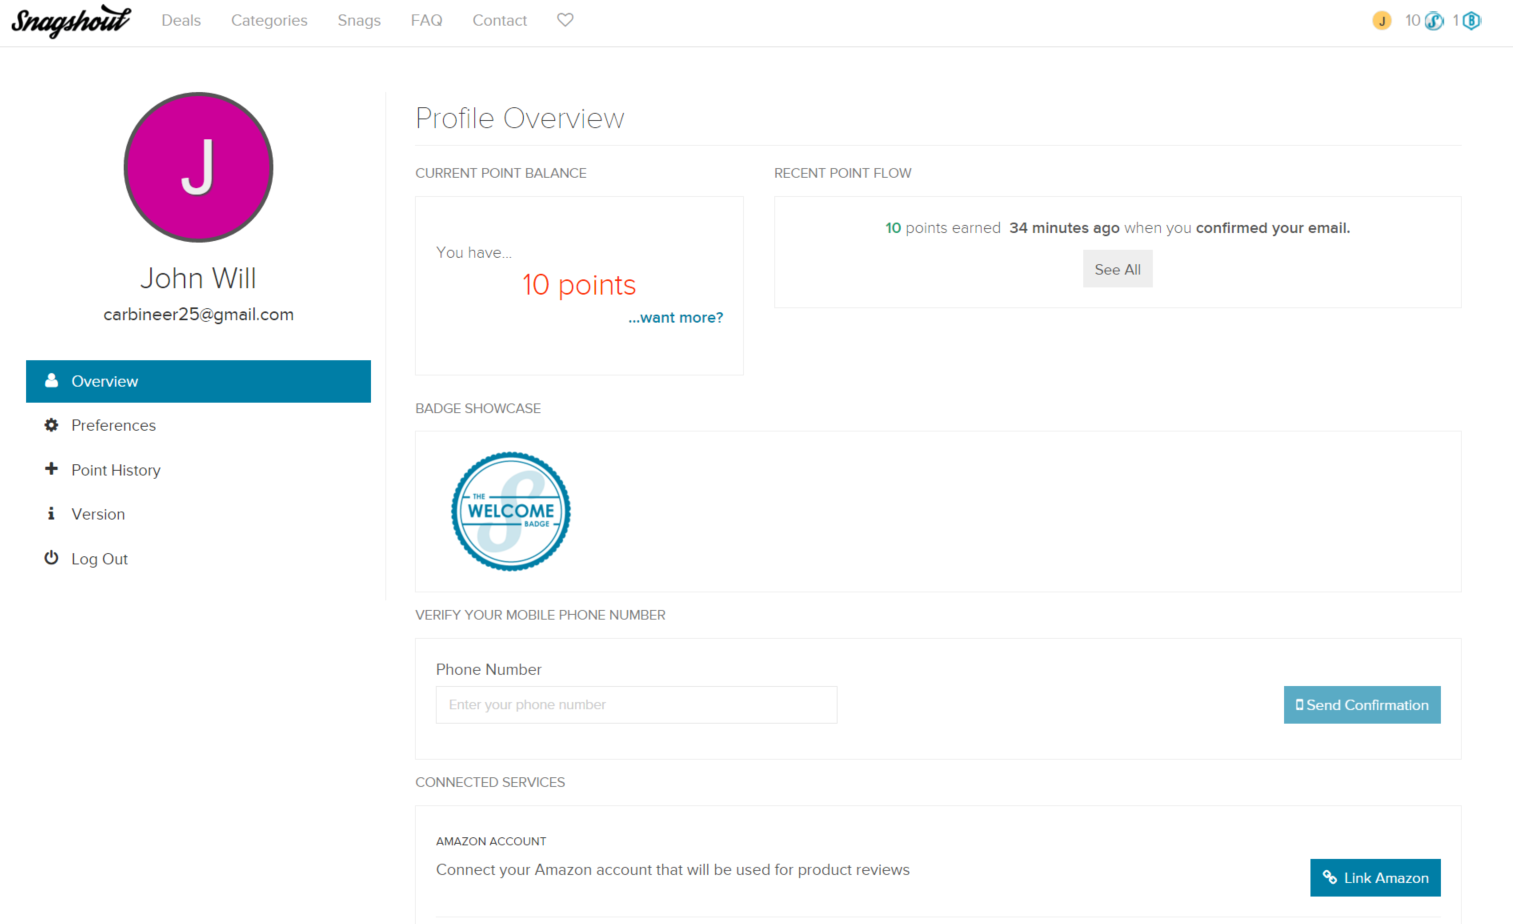 Snagshout Deals Categories Snags FAQ Contact J 10 S 1 B
J
John Will
carbineer25@gmail.com
Overview
Preferences
Point History
Version
Log Out
Profile Overview
CURRENT POINT BALANCE
You have...
10 points
...want more?
RECENT POINT FLOW
10 points earned 34 minutes ago when you confirmed your email.
See All
BADGE SHOWCASE
S
THE
WELCOME
BADGE
VERIFY YOUR MOBILE PHONE NUMBER
Phone Number
Enter your phone number
Send Confirmation
CONNECTED SERVICES
AMAZON ACCOUNT
Connect your Amazon account that will be used for product reviews
Link Amazon